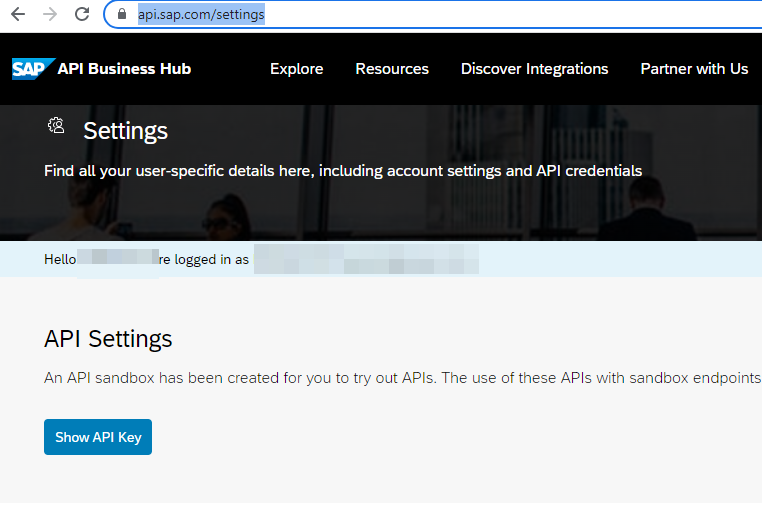 api.sap.com/settings
SAP API Business Hub Explore Resources Discover Integrations Partner with Us
Settings
Find all your user-specific details here, including account settings and API credentials
Hello re logged in as
API Settings
An API sandbox has been created for you to try out APIs. The use of these APIs with sandbox endpoints
Show API Key